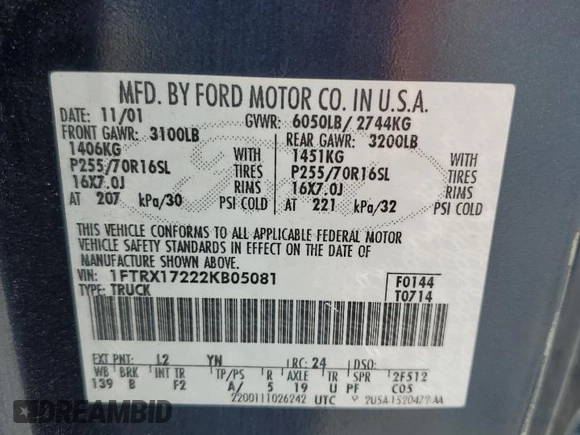 MFD. BY FORD MOTOR CO. IN U.S.A.
DATE: 11/01 GVWR: 6050LB/ 2744KG
FRONT GAWR: 3100LB REAR GAWR: 3200LB
1406KG WITH 1451KG WITH
P255/70R16SL TIRES P255/70R16SL TIRES
16X7.0J RIMS 16X7.0J RIMS
AT 207 kPa/30 PSI COLD AT 221 kPa/32 PSI COLD
THIS VEHICLE CONFORMS TO ALL APPLICABLE FEDERAL MOTOR
VEHICLE SAFETY STANDARDS IN EFFECT ON THE DATE OF
MANUFACTURE SHOWN ABOVE.
VIN: 1FTRX17222KB05081 F0144
TYPE: TRUCK T0714
EXT PNT: L2 YN RC: 24 DSO:
WB BRK INT TR TP/PS R AXLE TR SPR 2F512
139 B F2 A/ 5 19 U PF C05
2200111026242 UTC
BIDFAX.INFO